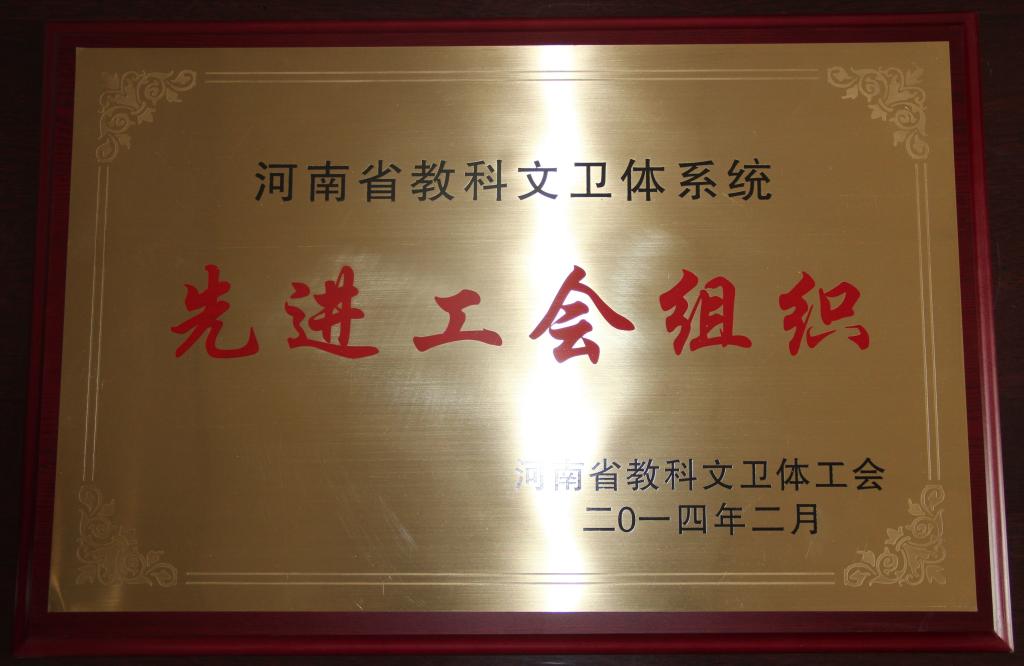 河南省教科文卫体系统
先进工会组织
河南省教科文卫体工会
二0一四年二月